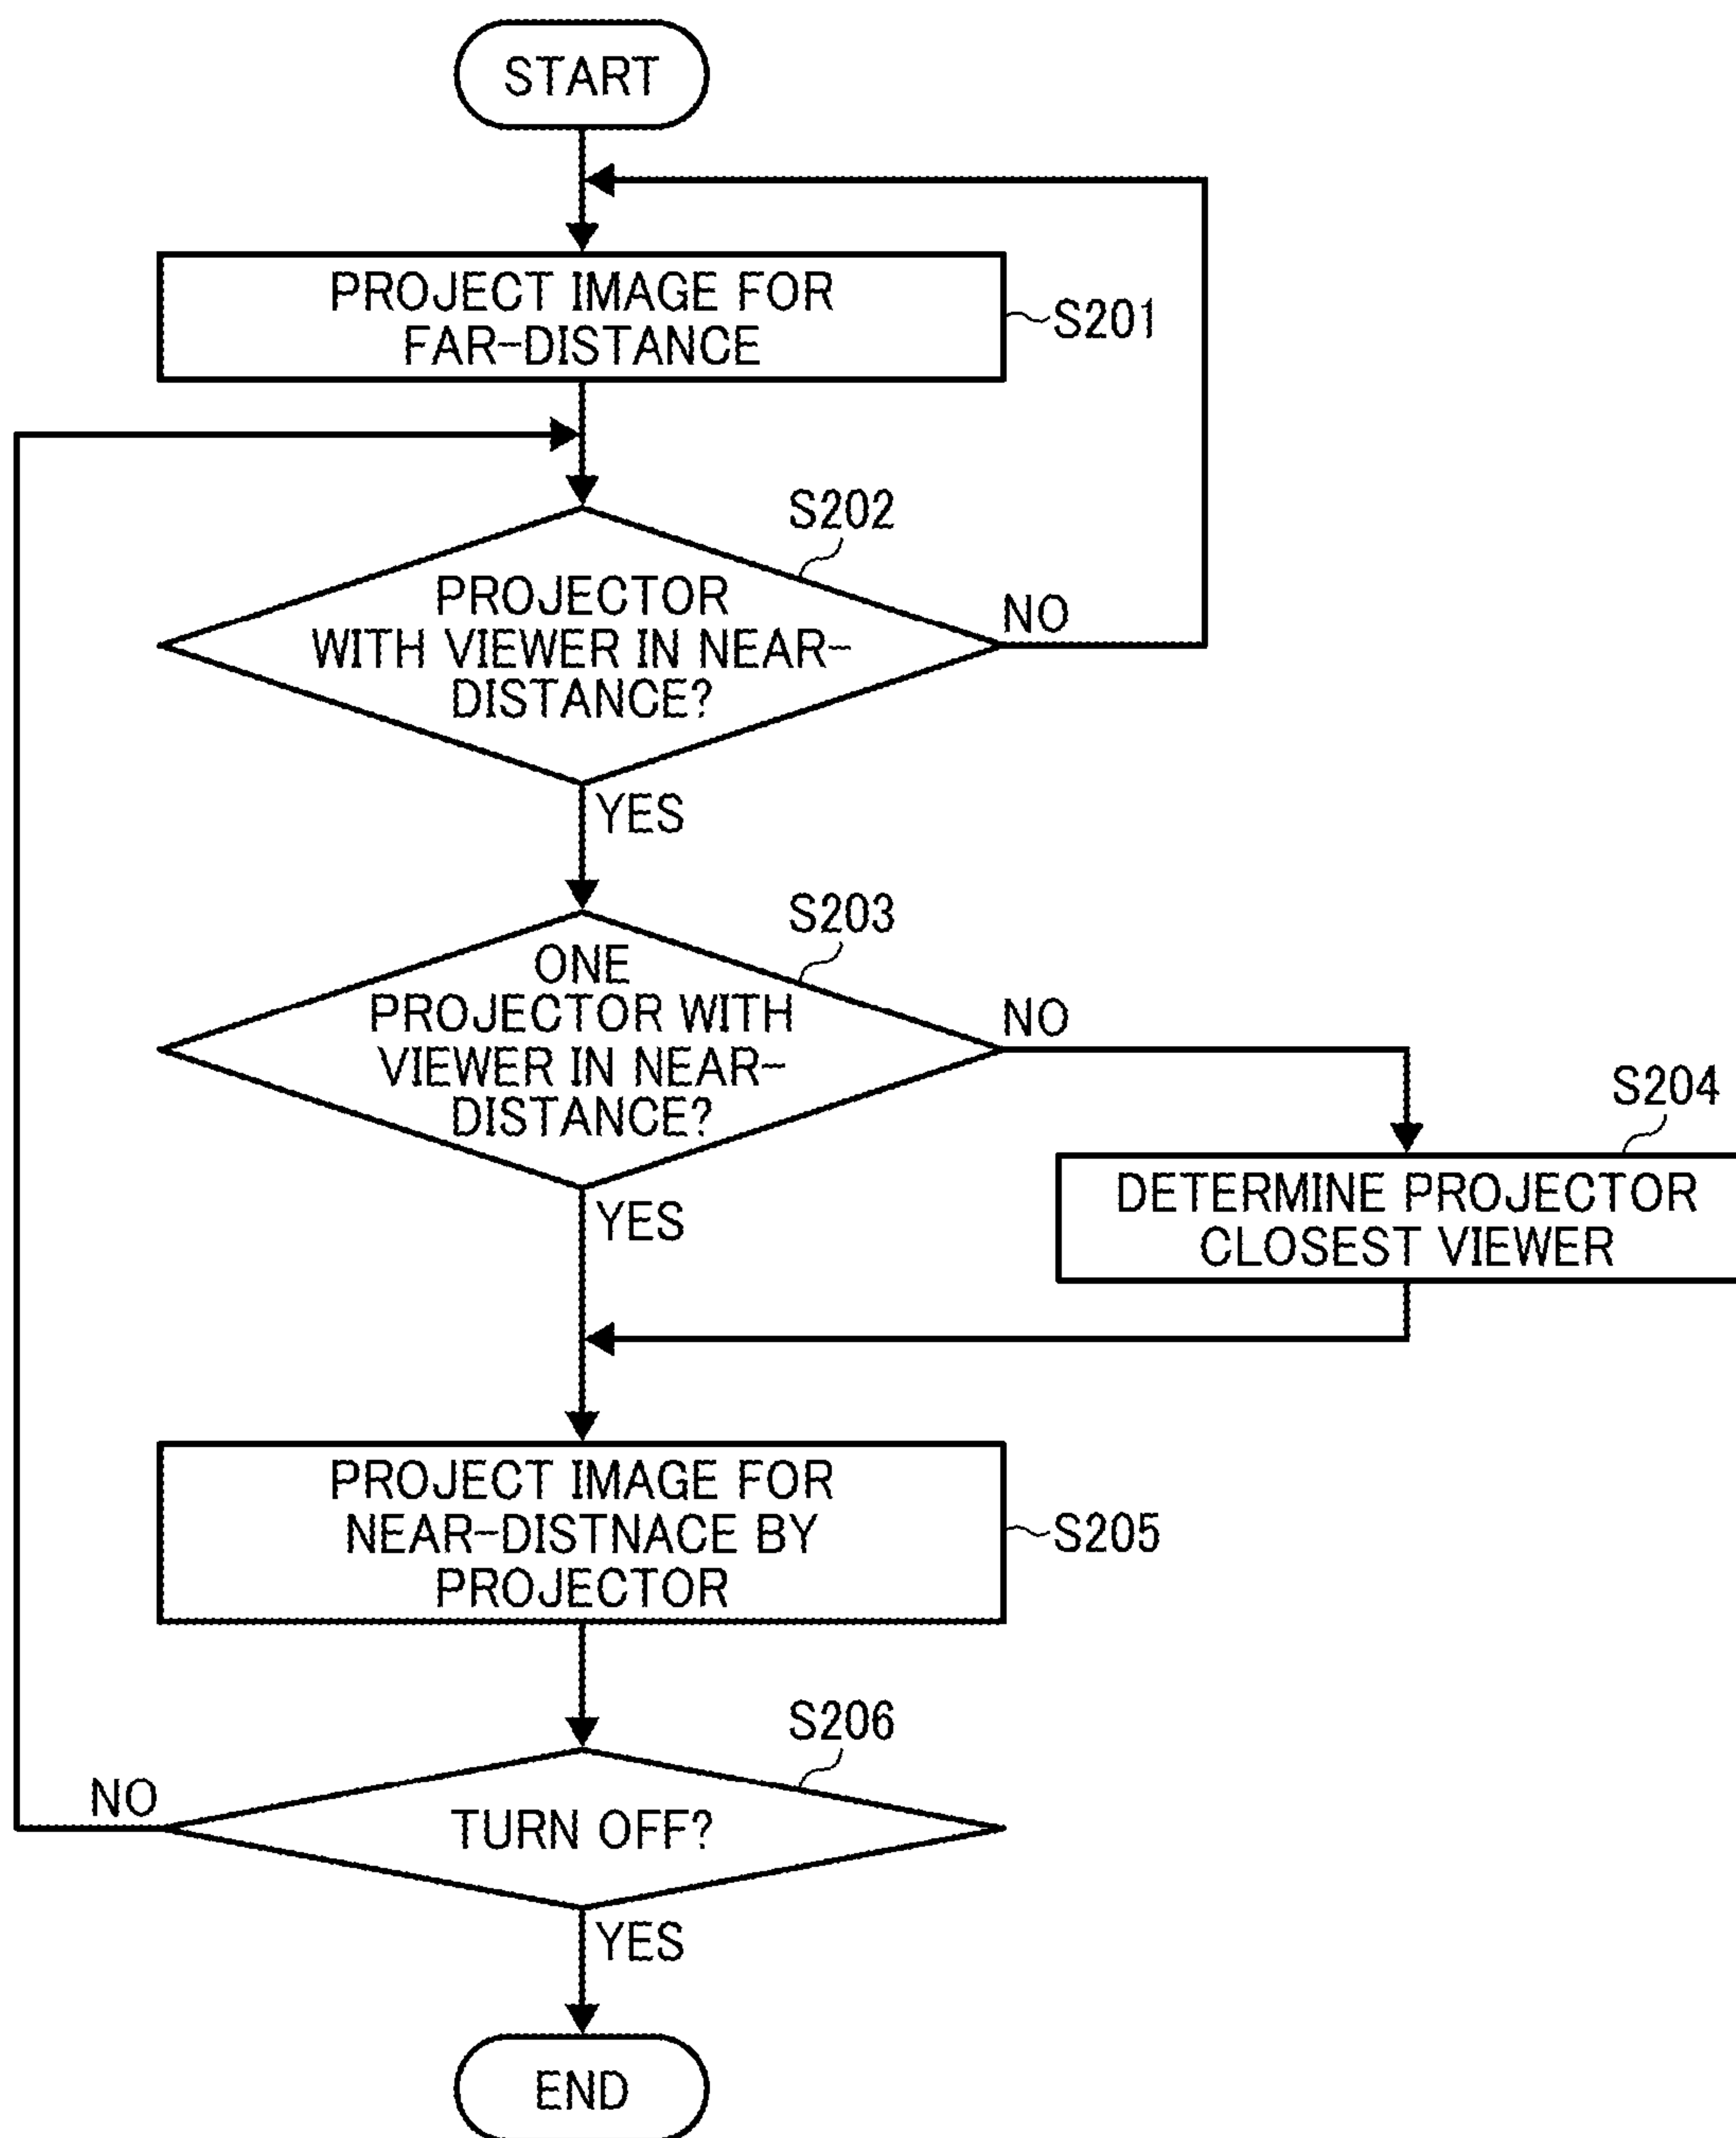 START
PROJECT IMAGE FOR
FAR-DISTANCE
S201
S202
PROJECTOR
WITH VIEWER IN NEAR-
DISTANCE?
NO
YES
S203
ONE
PROJECTOR WITH
VIEWER IN NEAR-
DISTANCE?
NO
YES
S204
DETERMINE PROJECTOR
CLOSEST VIEWER
PROJECT IMAGE FOR
NEAR-DISTNACE BY
PROJECTOR
S205
S206
TURN OFF?
NO
YES
END